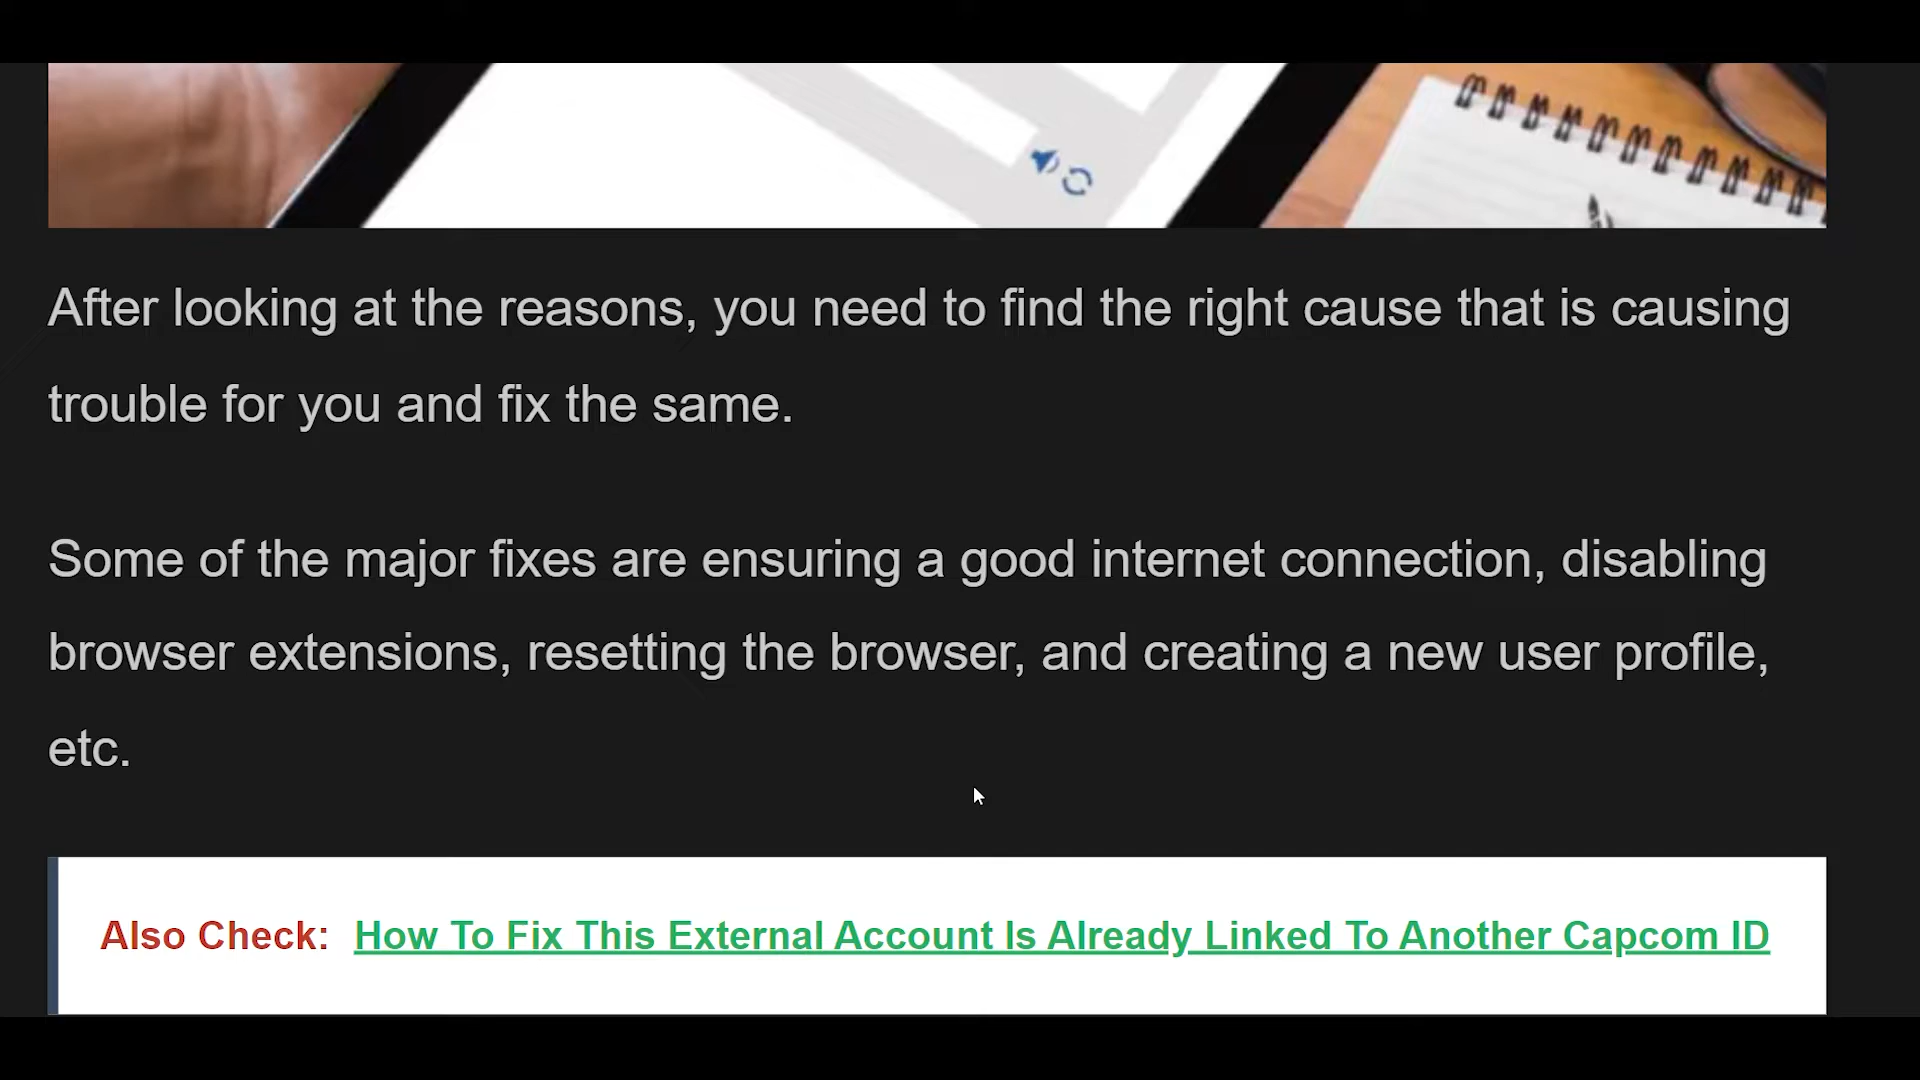 After looking at the reasons, you need to find the right cause that is causing
trouble for you and fix the same.
Some of the major fixes are ensuring a good internet connection, disabling
browser extensions, resetting the browser, and creating a new user profile,
etc.
Also Check: How To Fix This External Account Is Already Linked To Another Capcom ID